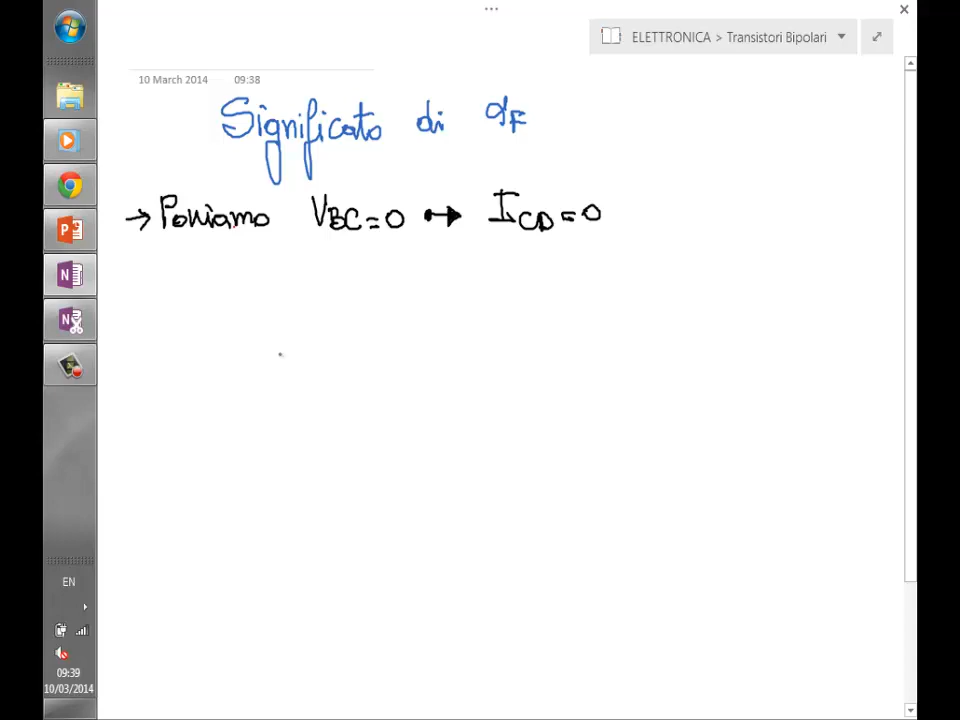 ELETTRONICA > Transistori Bipolari
10 March 2014 09:38
Significato di αF
→ Poniamo VBC=0 ↔ ICD=0
EN
09:39
10/03/2014